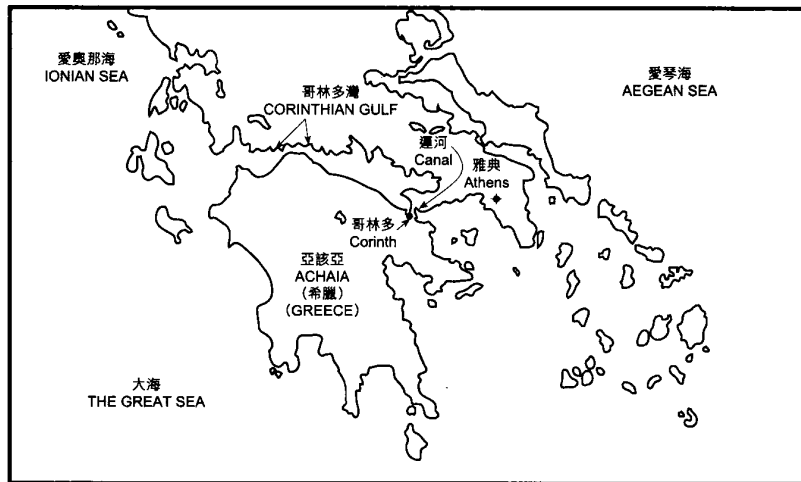 愛奧那海
IONIAN SEA
愛琴海
AEGEAN SEA
哥林多灣
CORINTHIAN GULF
運河
Canal
雅典
Athens
哥林多
Corinth
亞該亞
ACHAIA
(希臘)
(GREECE)
大海
THE GREAT SEA